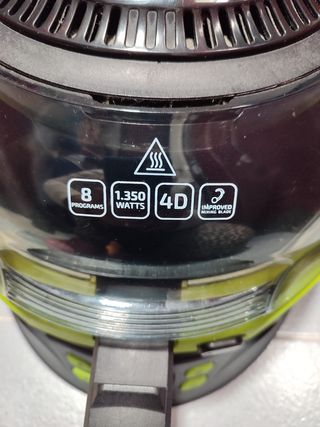 8
PROGRAMS
1.350
WATTS
4D
IMPROVED
MIXING BLADE